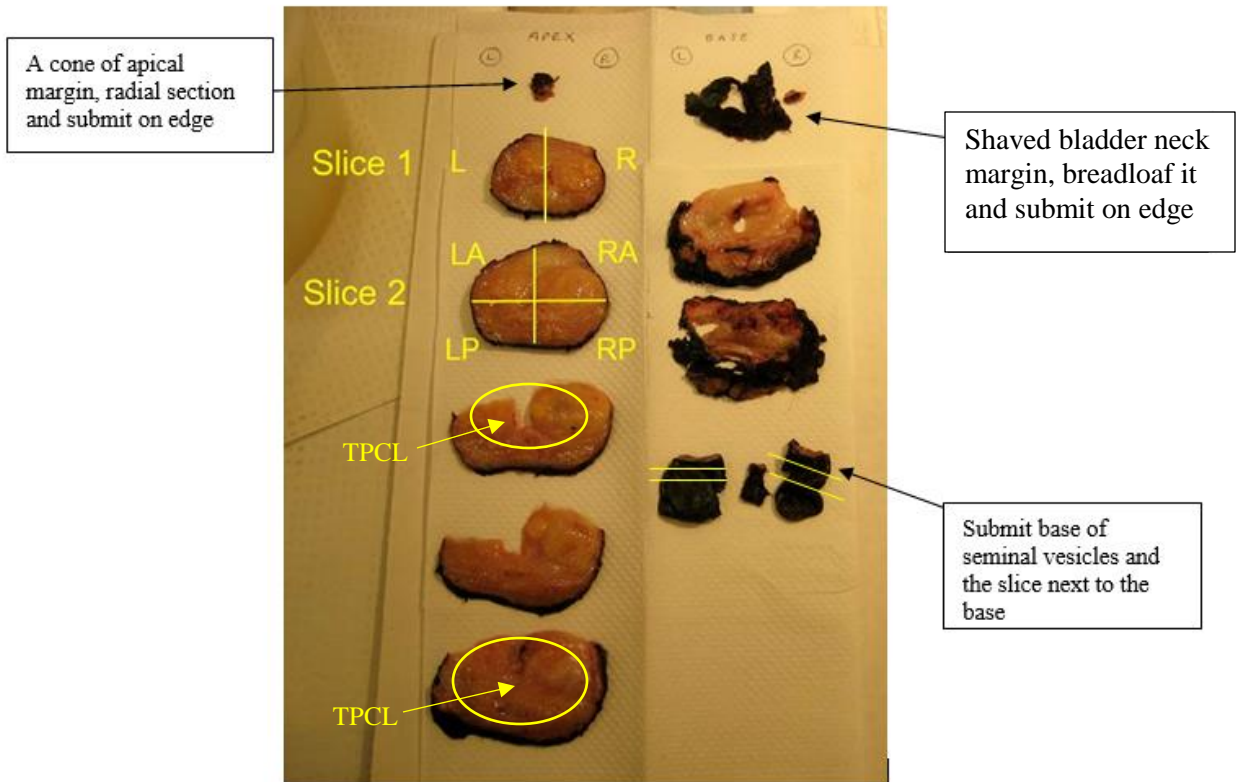 A cone of apical
margin, radial section
and submit on edge
APEX
L
R
BASE
L
R
Shaved bladder neck
margin, breadloaf it
and submit on edge
Slice 1
L
R
LA
RA
Slice 2
LP
RP
TPCL
TPCL
Submit base of
seminal vesicles and
the slice next to the
base